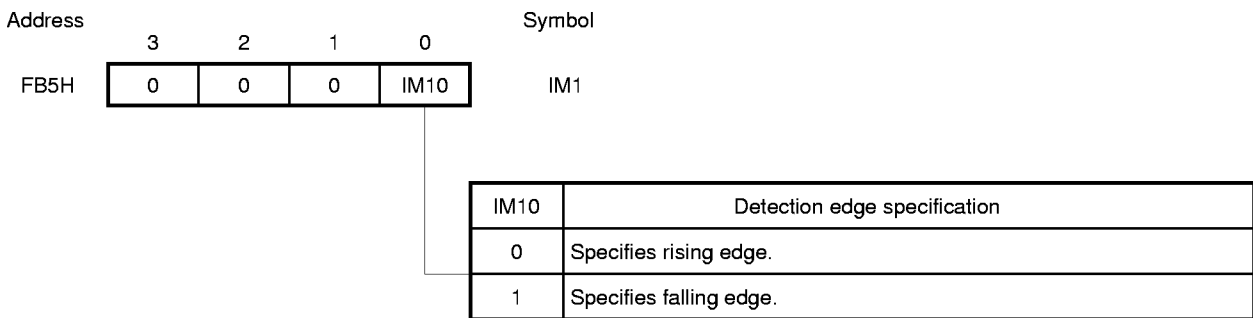 Address Symbol
3 2 1 0
FB5H 0 0 0 IM10 IM1
IM10 Detection edge specification
0 Specifies rising edge.
1 Specifies falling edge.